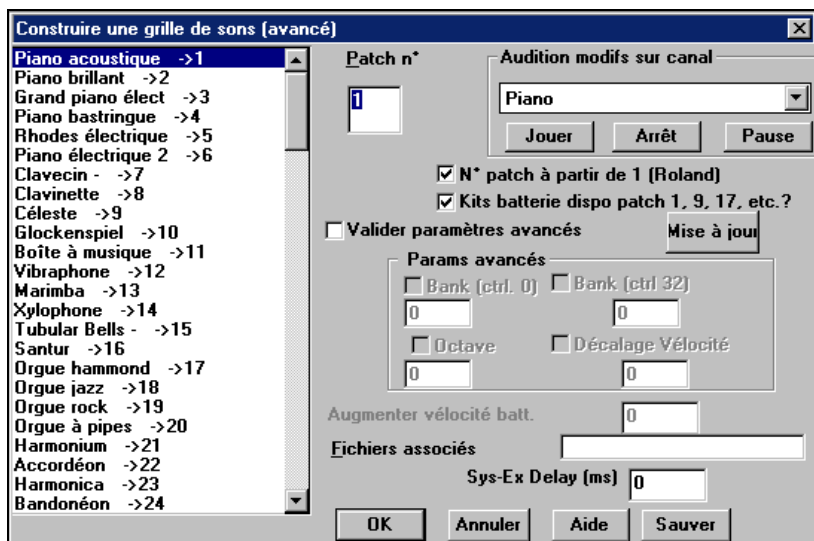 Construire une grille de sons (avancé)
Piano acoustique ->1
Piano brillant ->2
Grand piano élect ->3
Piano bastringue ->4
Rhodes électrique ->5
Piano électrique 2 ->6
Clavecin - ->7
Clavinette ->8
Céleste ->9
Glockenspiel ->10
Boîte à musique ->11
Vibraphone ->12
Marimba ->13
Xylophone ->14
Tubular Bells - ->15
Santur ->16
Orgue hammond ->17
Orgue jazz ->18
Orgue rock ->19
Orgue à pipes ->20
Harmonium ->21
Accordéon ->22
Harmonica ->23
Bandonéon ->24
Patch n°
1
Audition modifs sur canal
Piano
Jouer Arrêt Pause
N° patch à partir de 1 (Roland)
Kits batterie dispo patch 1, 9, 17, etc.?
Valider paramètres avancés
Mise à jour
Params avancés
Bank (ctrl. 0) Bank (ctrl 32)
0 0
Octave Décalage Vélocité
0 0
Augmenter vélocité batt. 0
Fichiers associés
Sys-Ex Delay (ms) 0
OK Annuler Aide Sauver